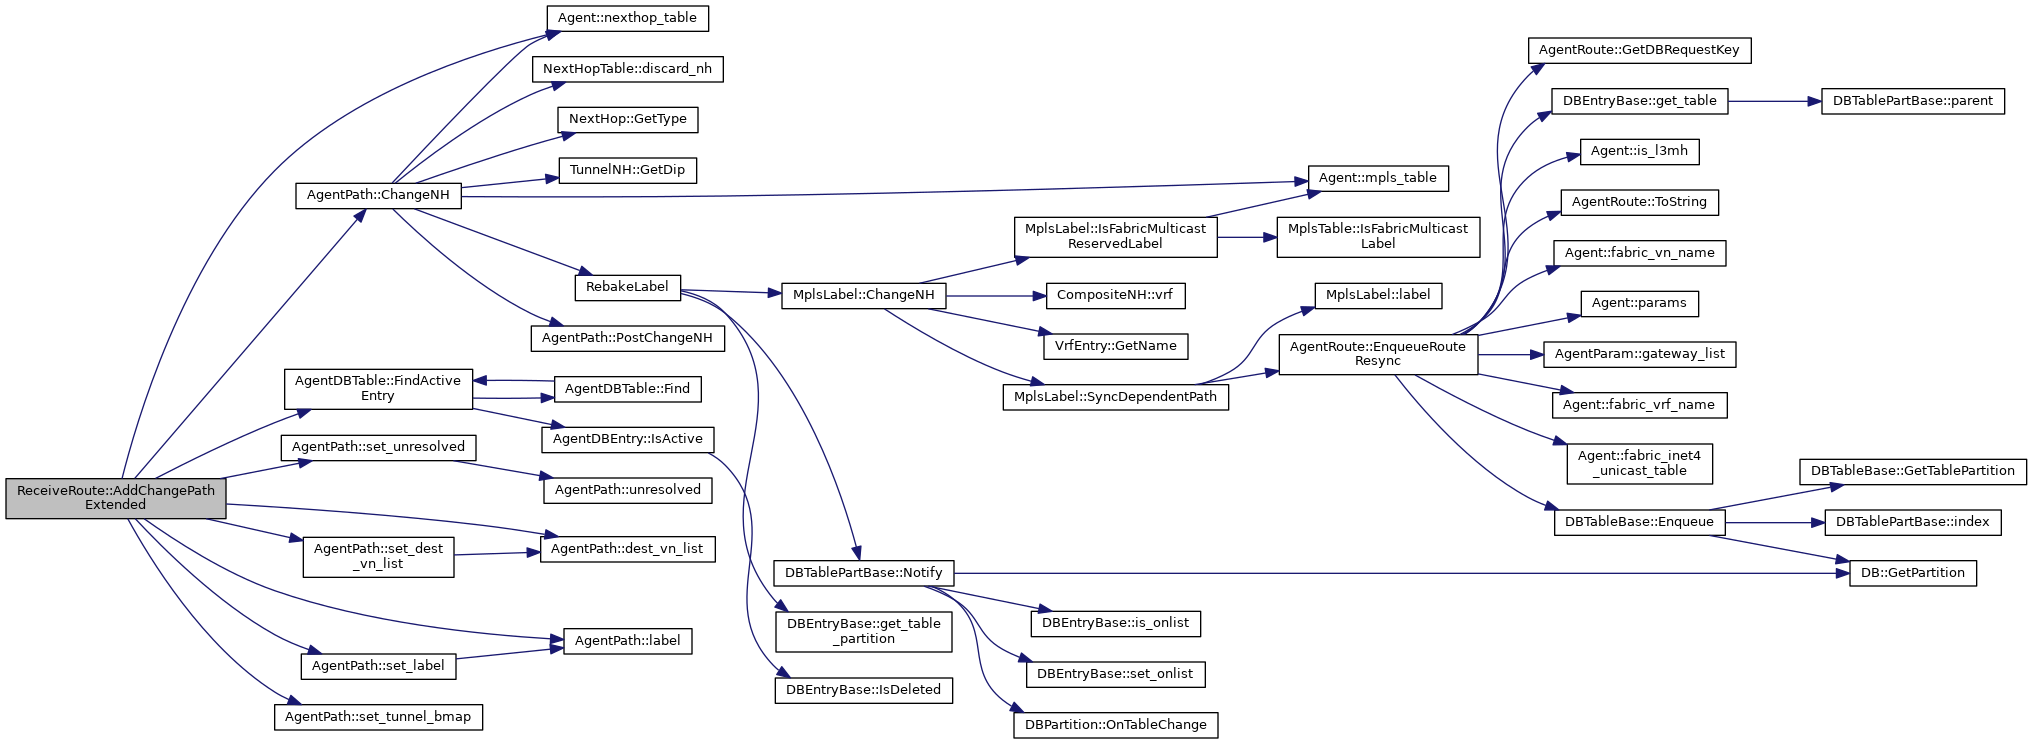 Agent::nexthop_table
NextHopTable::discard_nh
NextHop::GetType
TunnelNH::GetDip
AgentPath::ChangeNH
RebakeLabel
AgentPath::PostChangeNH
AgentDBTable::FindActive
Entry
AgentDBTable::Find
AgentDBEntry::IsActive
AgentPath::set_unresolved
AgentPath::unresolved
ReceiveRoute::AddChangePath
Extended
AgentPath::set_dest
_vn_list
AgentPath::dest_vn_list
AgentPath::label
AgentPath::set_label
AgentPath::set_tunnel_bmap
MplsLabel::ChangeNH
DBTablePartBase::Notify
DBEntryBase::get_table
_partition
DBEntryBase::IsDeleted
MplsLabel::IsFabricMulticast
ReservedLabel
CompositeNH::vrf
VrfEntry::GetName
MplsLabel::SyncDependentPath
DBEntryBase::is_onlist
DBEntryBase::set_onlist
DBPartition::OnTableChange
Agent::mpls_table
MplsTable::IsFabricMulticast
Label
MplsLabel::label
AgentRoute::EnqueueRoute
Resync
AgentRoute::GetDBRequestKey
DBEntryBase::get_table
DBTablePartBase::parent
Agent::is_l3mh
AgentRoute::ToString
Agent::fabric_vn_name
Agent::params
AgentParam::gateway_list
Agent::fabric_vrf_name
Agent::fabric_inet4
_unicast_table
DBTableBase::Enqueue
DBTableBase::GetTablePartition
DBTablePartBase::index
DB::GetPartition